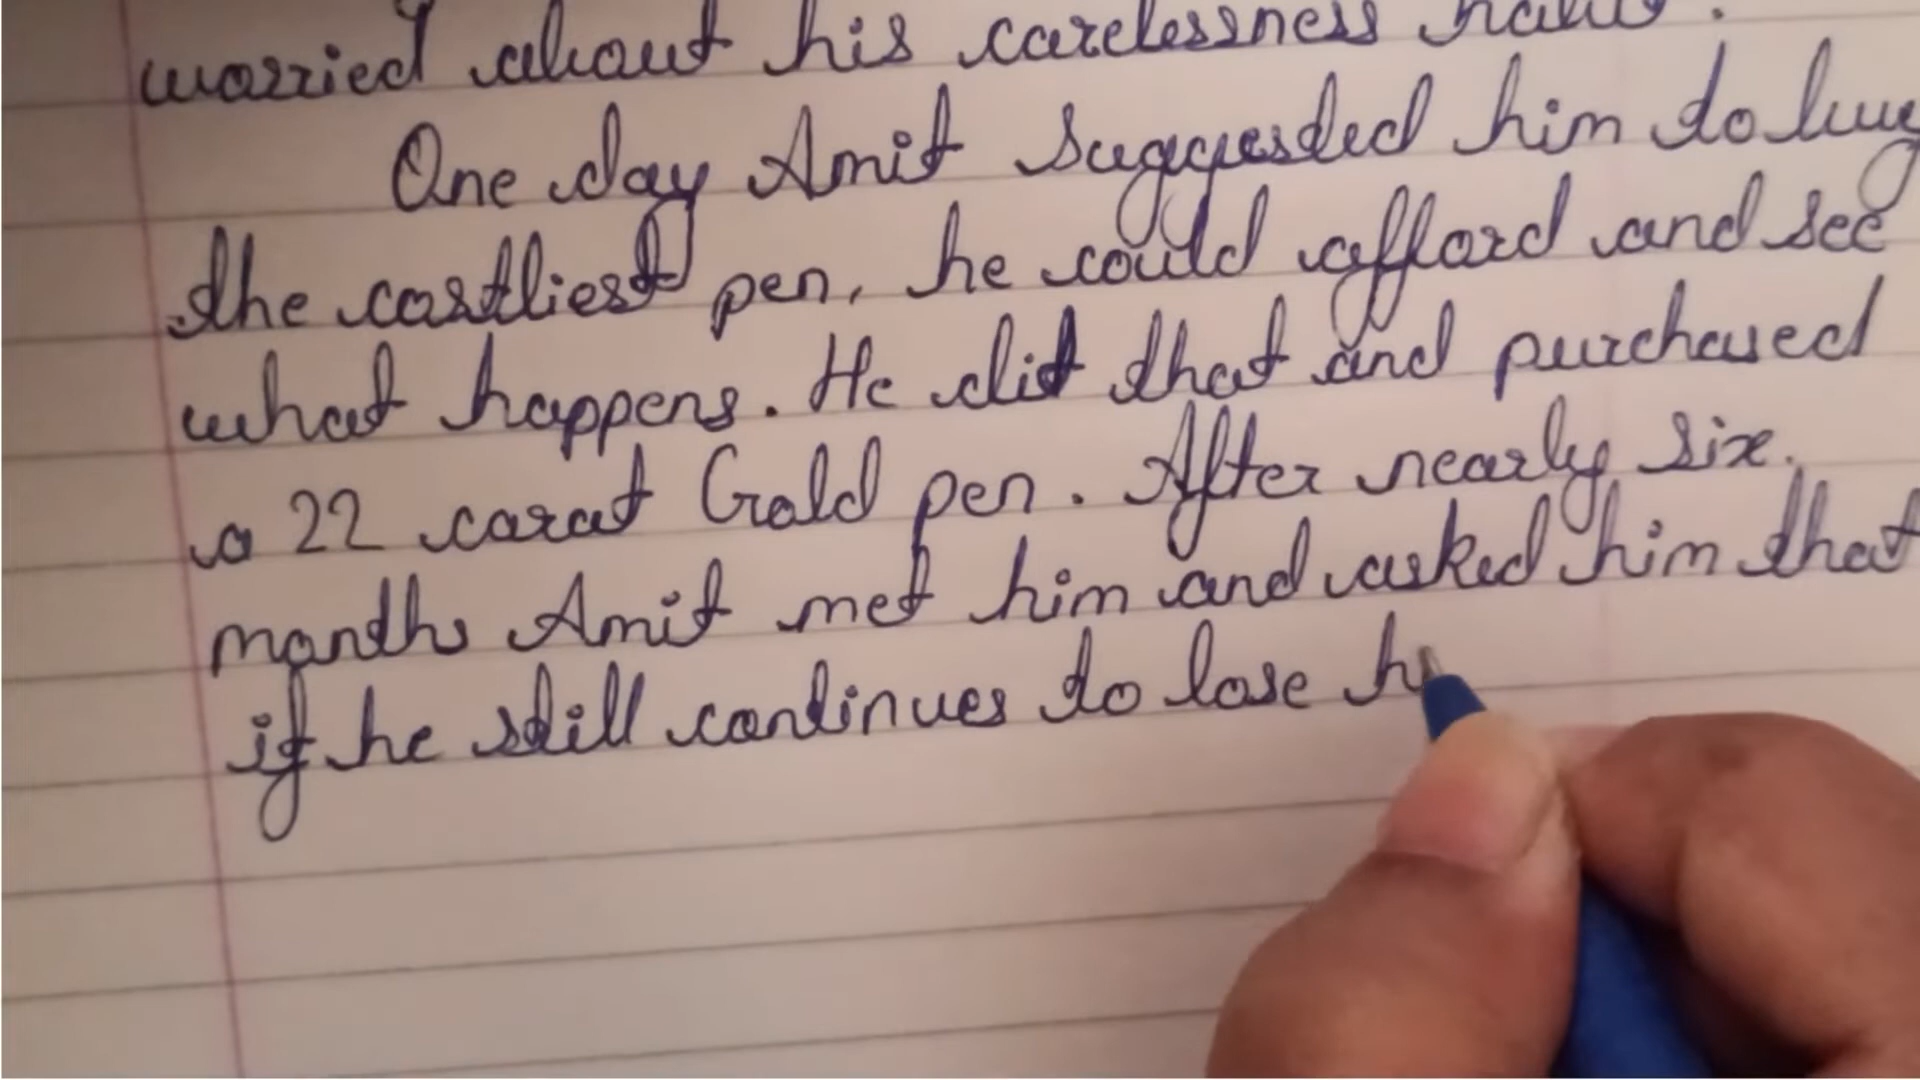 worried about his carelessness habit.
One day Amit suggested him to buy
the costliest pen, he could afford and see
what happens. He did that and purchased
a 22 carat Gold pen. After nearly six.
months Amit met him and asked him that
if he still continues to lose